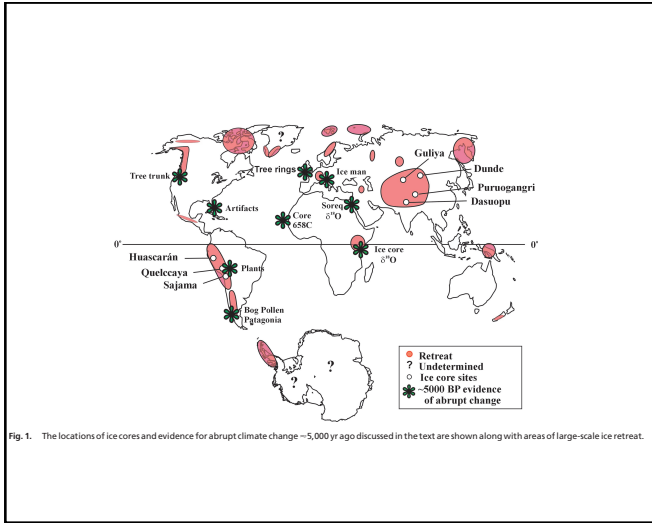 ?
Guliya
Tree trunk
Tree rings
Ice man
Dunde
Puruogangri
Dasuopu
Artifacts
Core
658C
Soreq
δ¹⁸O
0°
0°
Ice core
δ¹⁸O
Huascarán
Quelccaya
Sajama
Plants
Bog Pollen
Patagonia
?
?
Retreat
? Undetermined
Ice core sites
~5000 BP evidence
of abrupt change
Fig. 1. The locations of ice cores and evidence for abrupt climate change ~5,000 yr ago discussed in the text are shown along with areas of large-scale ice retreat.